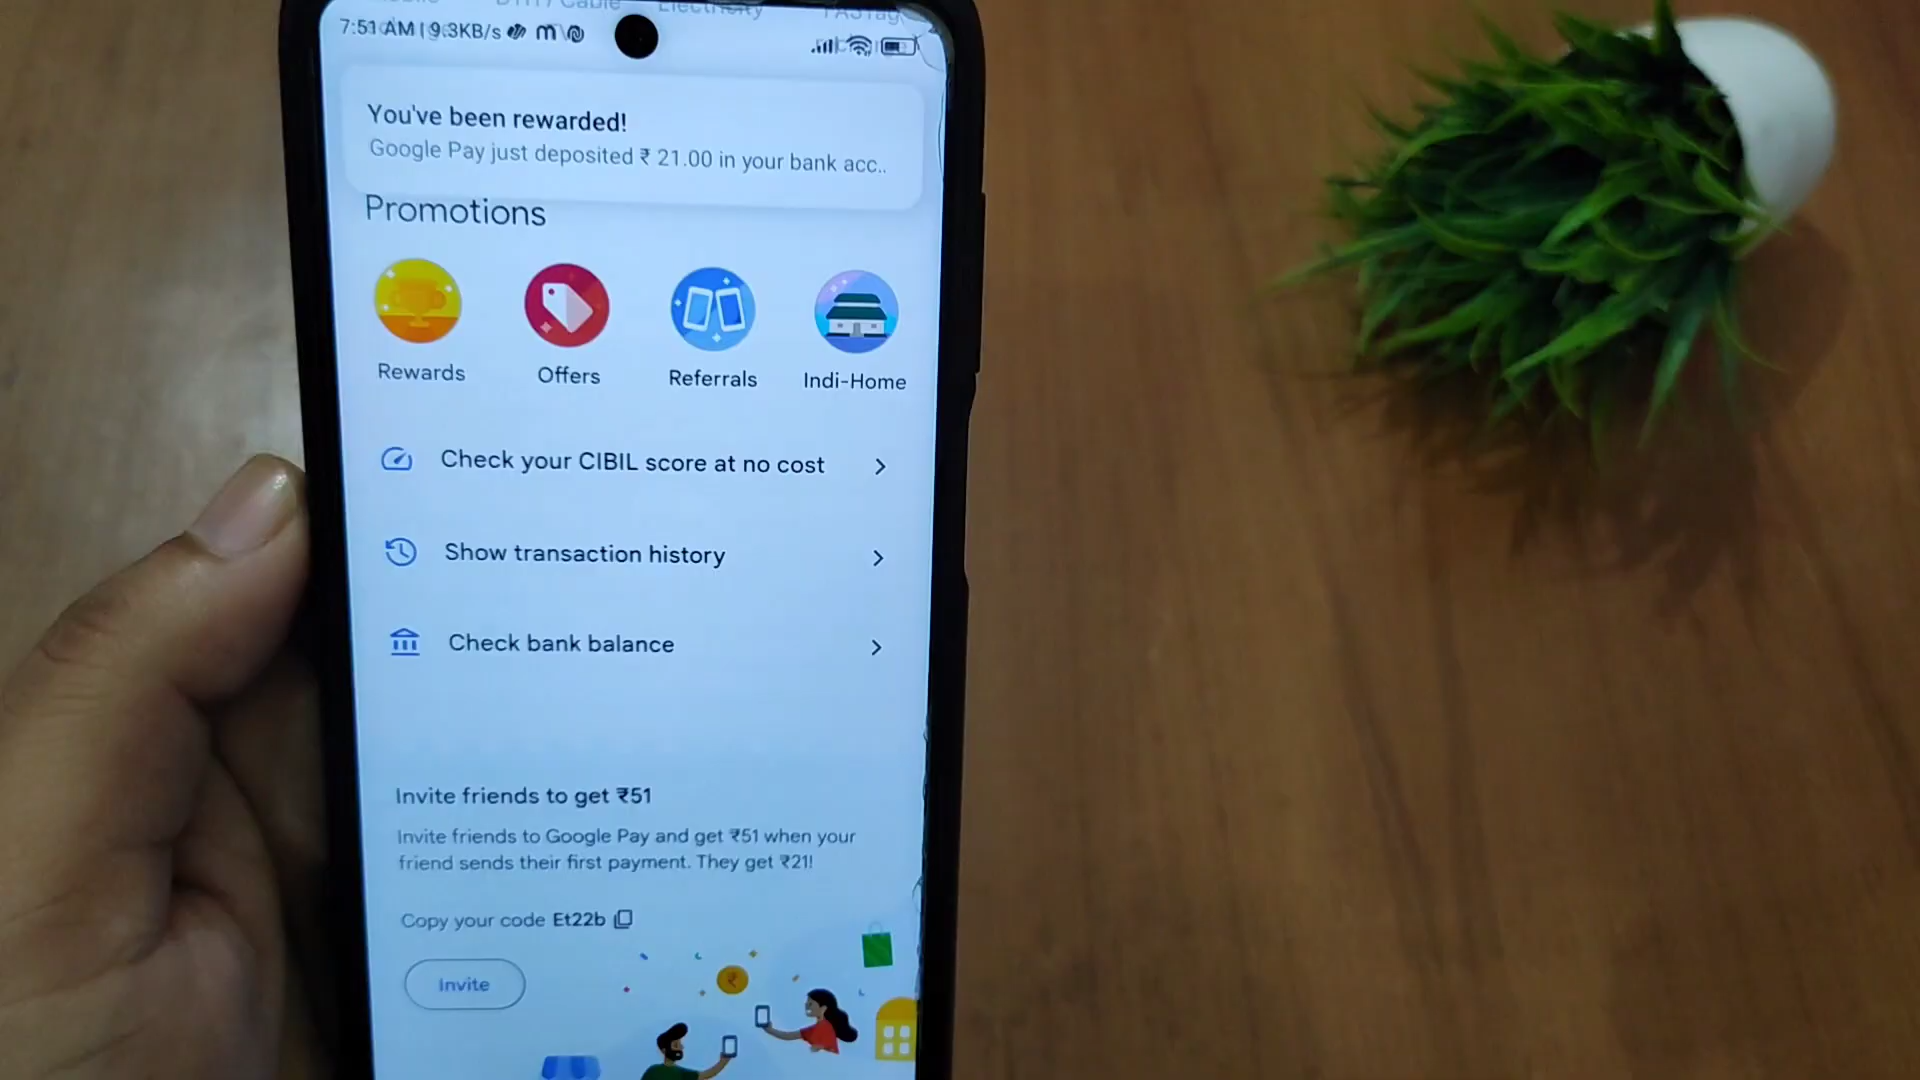 Electricity
7:51 AM | 9.3KB/s
You've been rewarded!
Google Pay just deposited ₹ 21.00 in your bank acc..
Promotions
Rewards
Offers
Referrals
Indi-Home
Check your CIBIL score at no cost
Show transaction history
Check bank balance
Invite friends to get ₹51
Invite friends to Google Pay and get ₹51 when your
friend sends their first payment. They get ₹21!
Copy your code Et22b
Invite